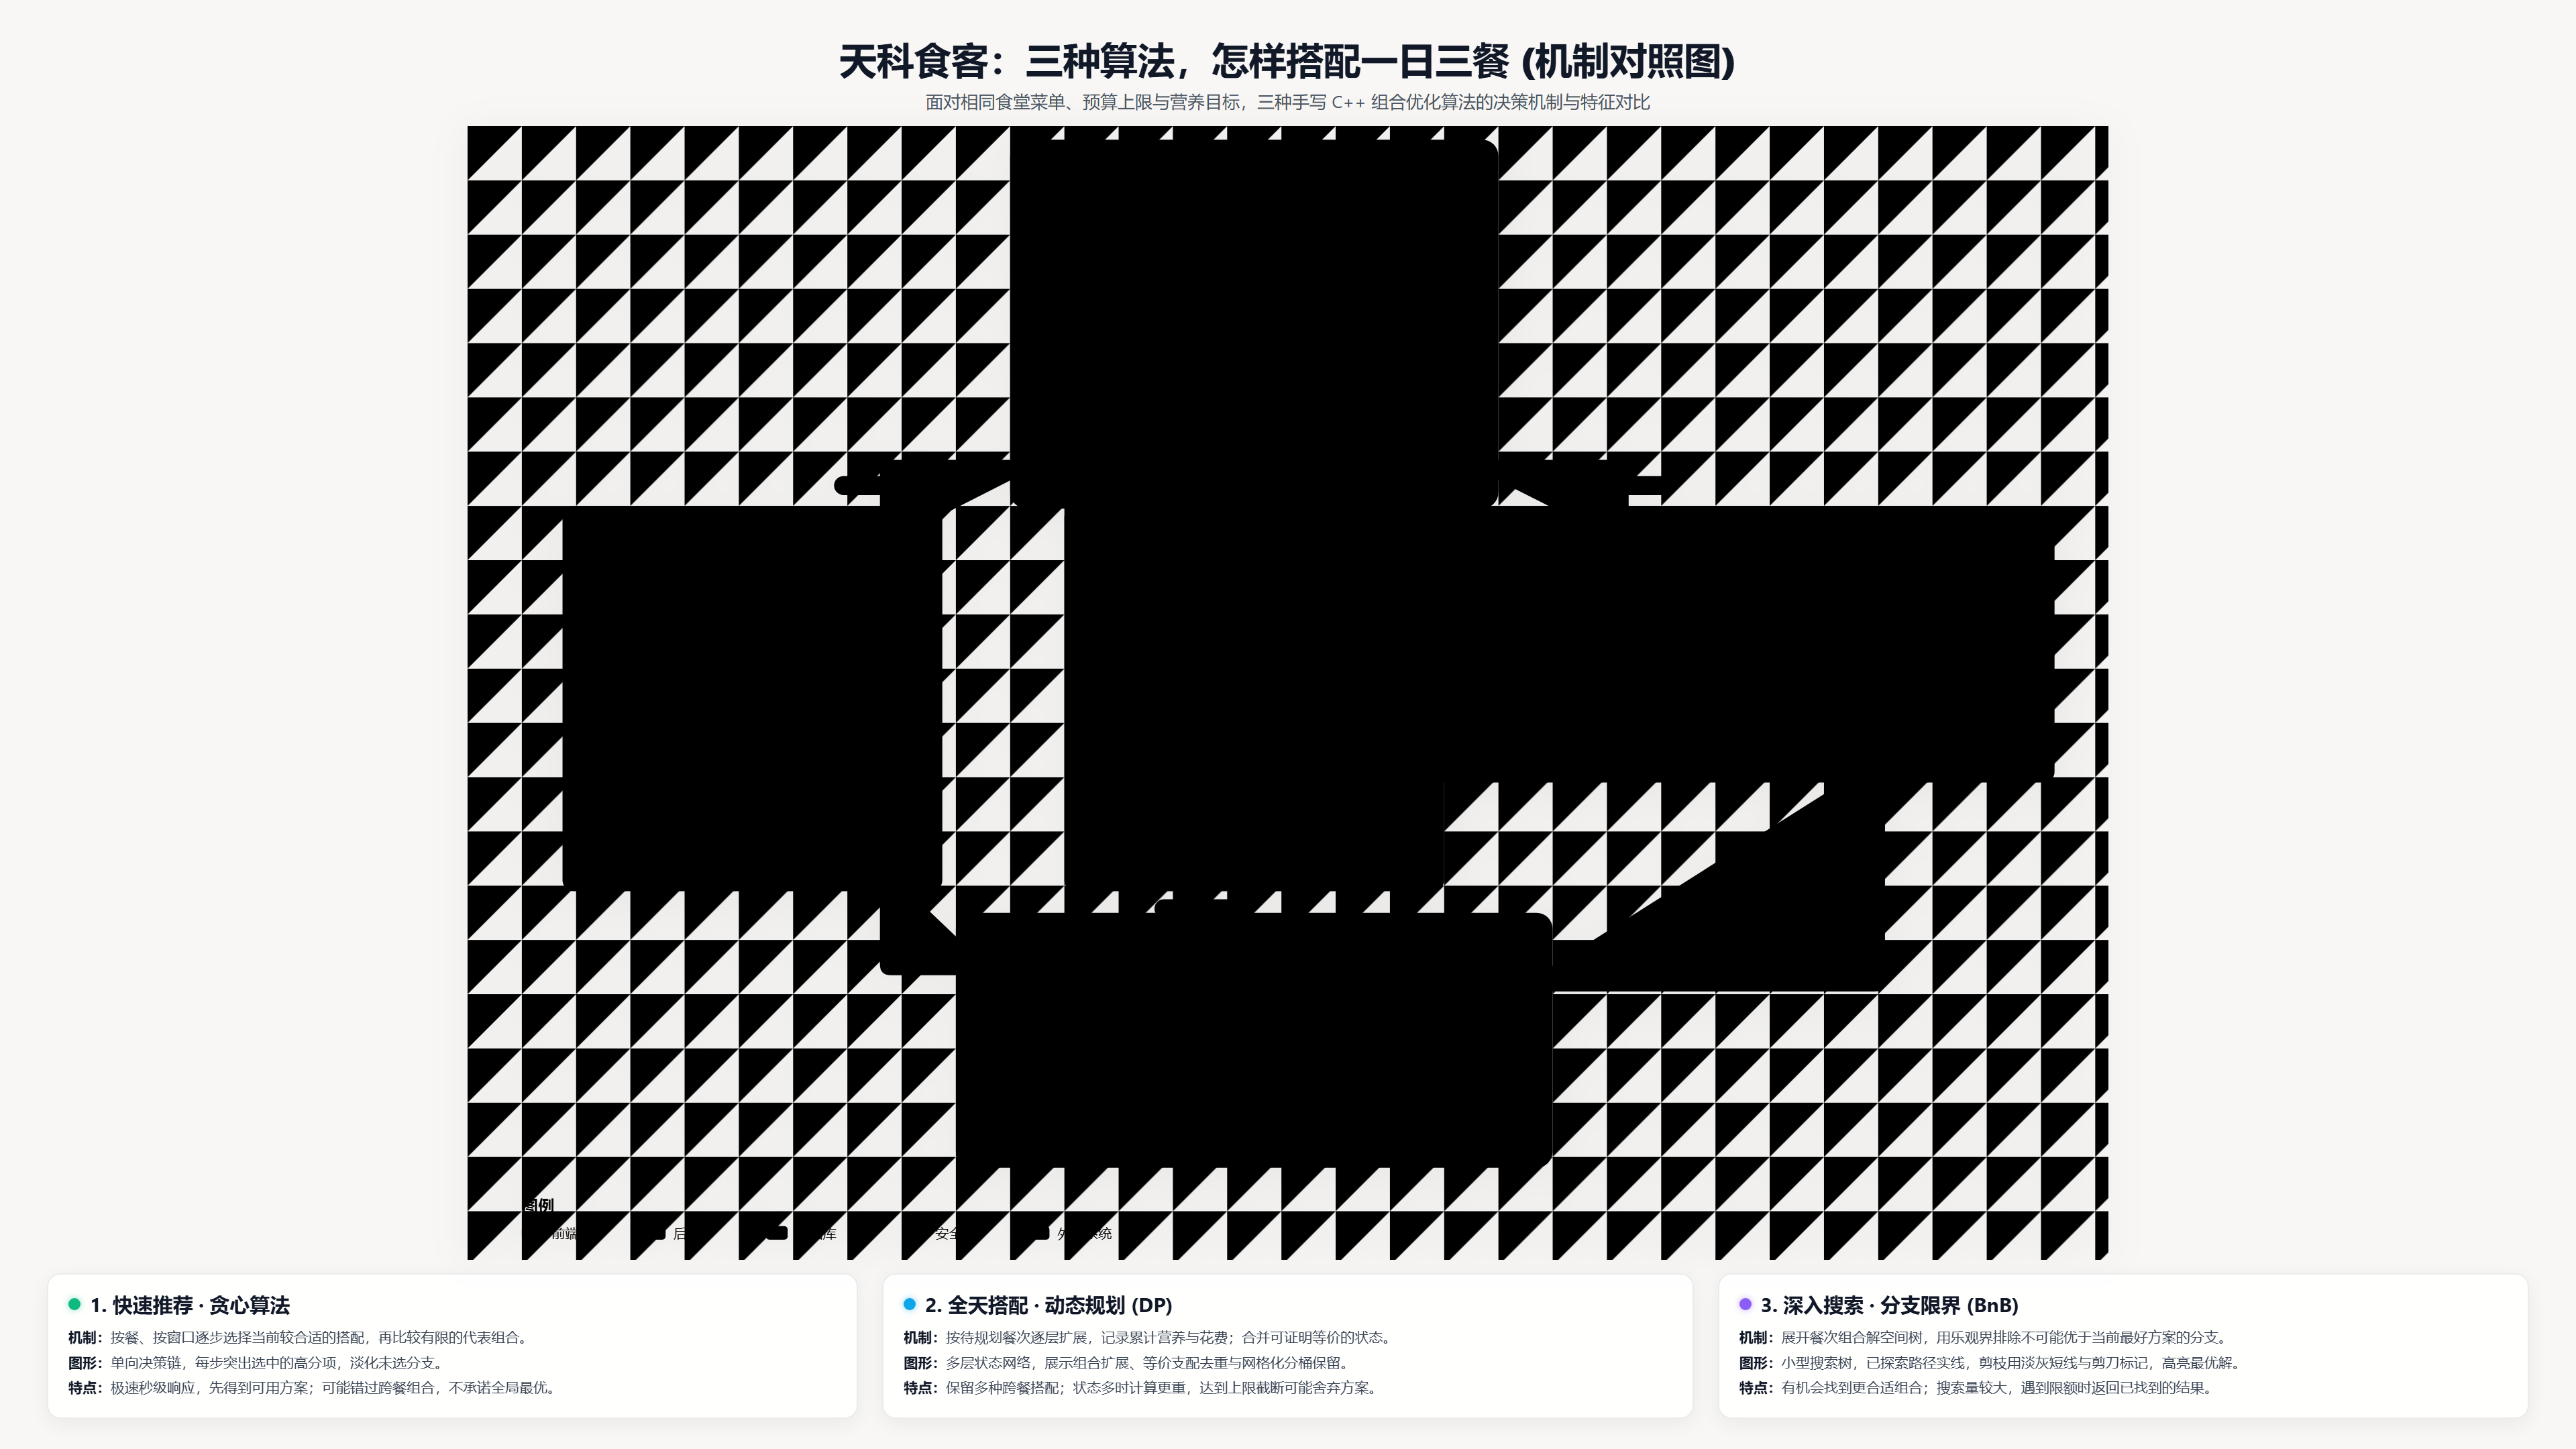 天科食客：三种算法，怎样搭配一日三餐 (机制对照图)
面对相同食堂菜单、预算上限与营养目标，三种手写 C++ 组合优化算法的决策机制与特征对比
图例
前端 后 库 安全 外 系统
1. 快速推荐 · 贪心算法
机制：按餐、按窗口逐步选择当前较合适的搭配，再比较有限的代表组合。
图形：单向决策链，每步突出选中的高分项，淡化未选分支。
特点：极速秒级响应，先得到可用方案；可能错过跨餐组合，不承诺全局最优。
2. 全天搭配 · 动态规划 (DP)
机制：按待规划餐次逐层扩展，记录累计营养与花费；合并可证明等价的状态。
图形：多层状态网络，展示组合扩展、等价支配去重与网格化分桶保留。
特点：保留多种跨餐搭配；状态多时计算更重，达到上限截断可能舍弃方案。
3. 深入搜索 · 分支限界 (BnB)
机制：展开餐次组合解空间树，用乐观界排除不可能优于当前最好方案的分支。
图形：小型搜索树，已探索路径实线，剪枝用淡灰短线与剪刀标记，高亮最优解。
特点：有机会找到更合适组合；搜索量较大，遇到限额时返回已找到的结果。